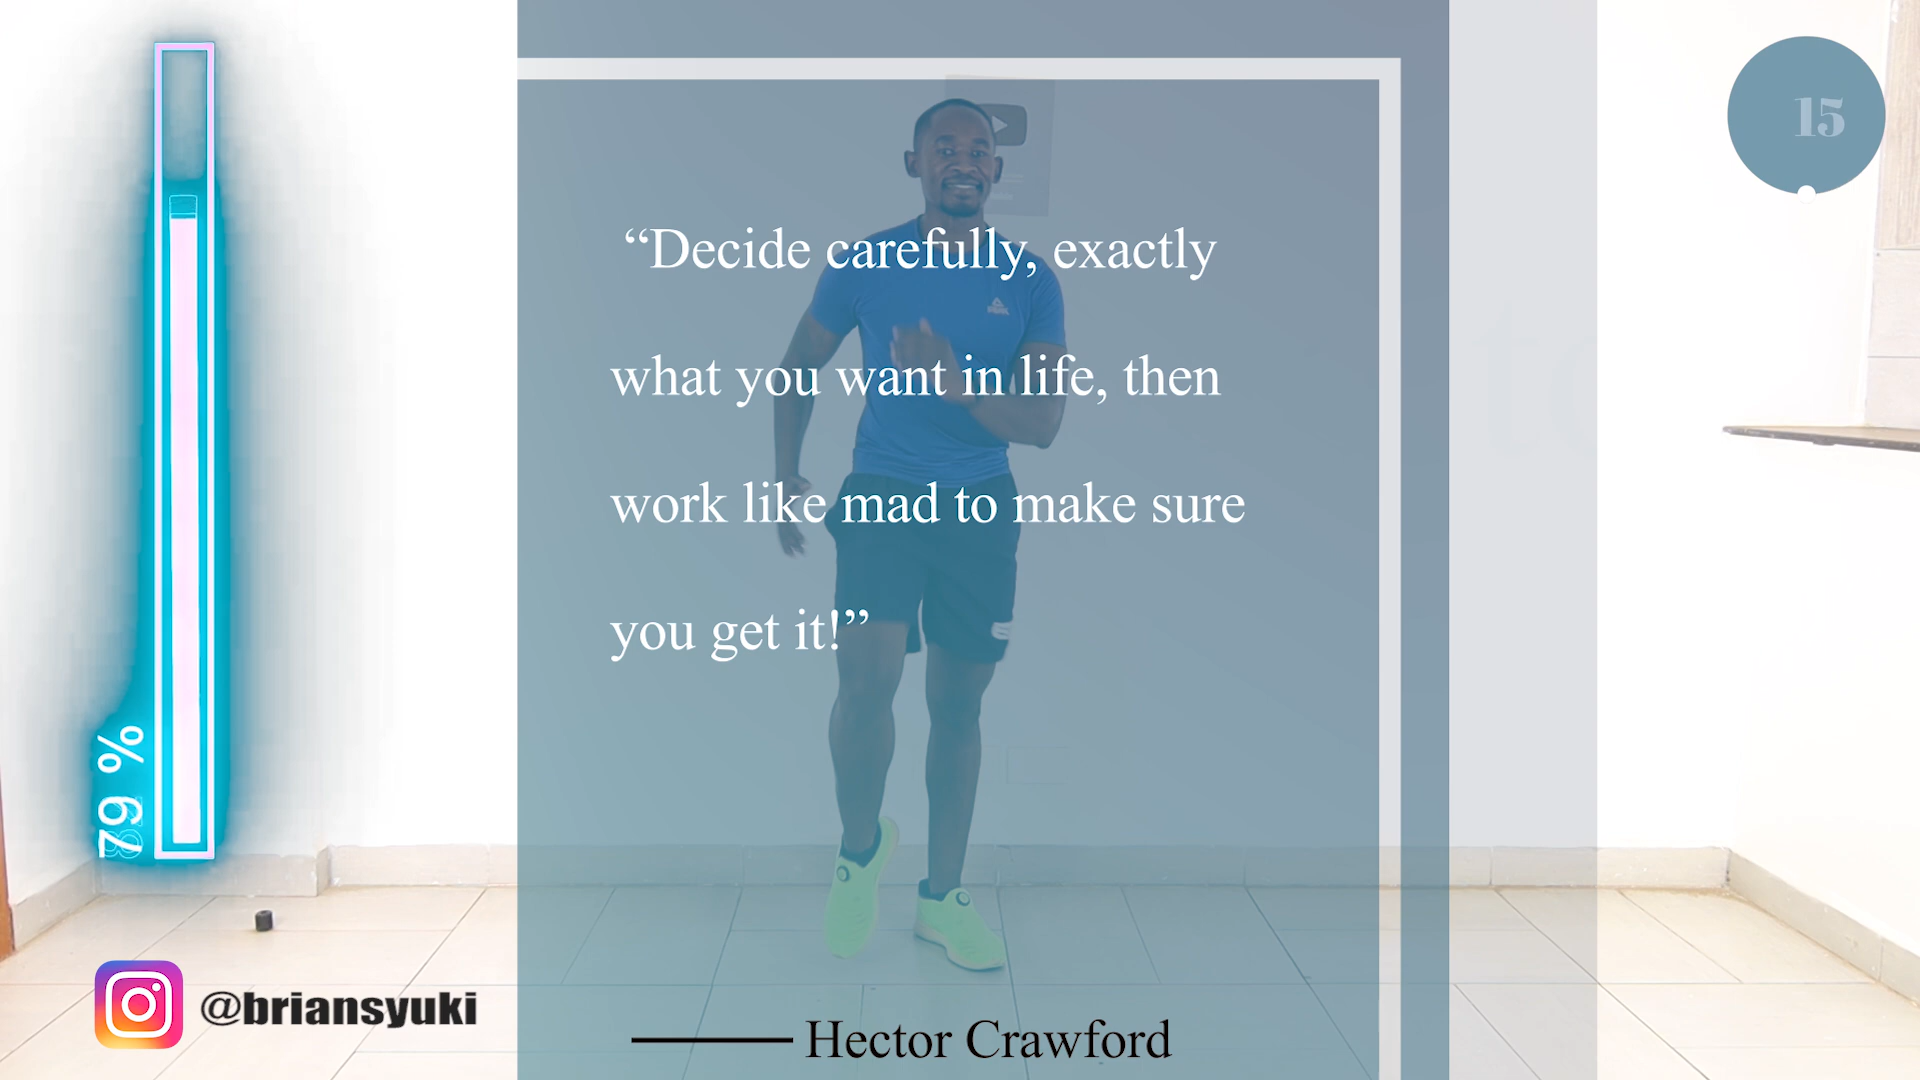 15
“Decide carefully, exactly
what you want in life, then
work like mad to make sure
you get it!”
79 %
@briansyuki
Hector Crawford